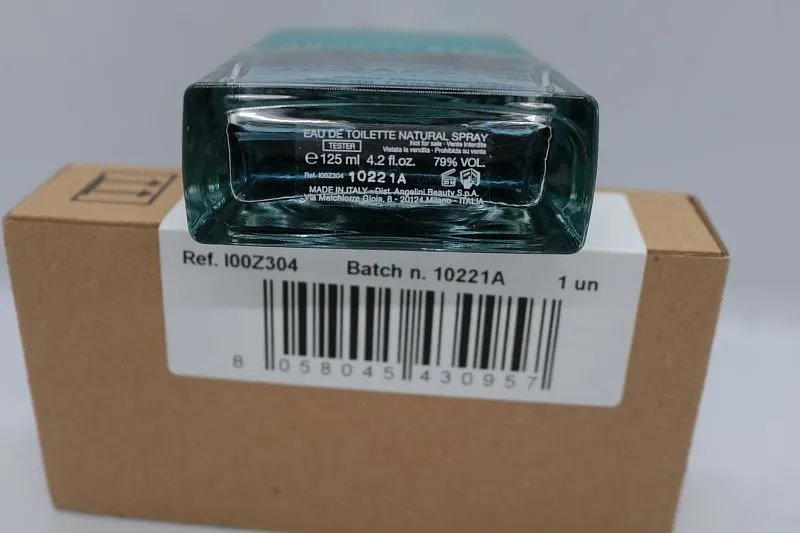 EAU DE TOILETTE NATURAL SPRAY
TESTER
Not for sale - Vente interdite
Vietata la vendita - Prohibida su venta
℮ 125 ml 4.2 fl.oz. 79% VOL.
Ref. I00Z304 10221A
30 M
MADE IN ITALY - Dist. Angelini Beauty S.p.A.
Via Melchiorre Gioia, 8 - 20124 Milano - ITALIA
Ref. I00Z304 Batch n. 10221A 1 un
8 058045 430957